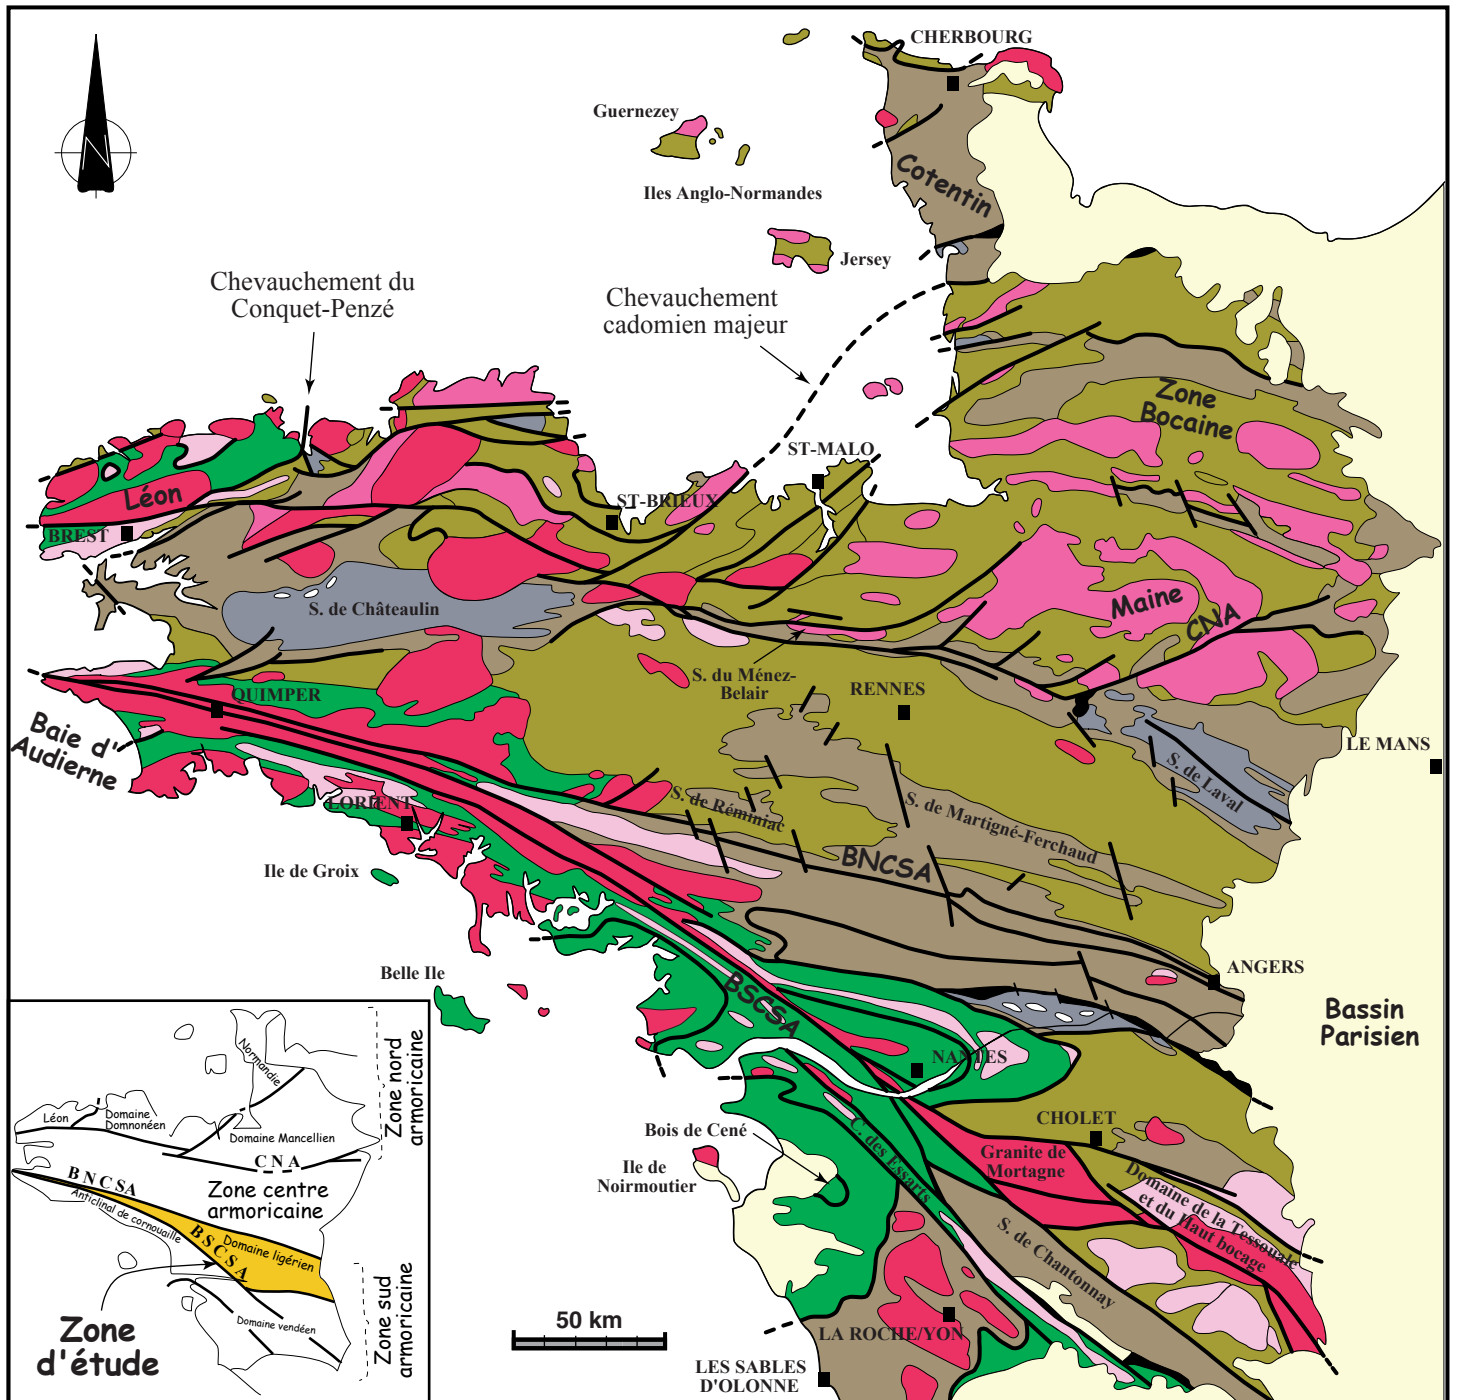 CHERBOURG
Guernezey
Cotentin
Iles Anglo-Normandes
Jersey
Chevauchement du
Conquet-Penzé
Chevauchement
cadomien majeur
Zone
Bocaine
ST-MALO
Léon
ST-BRIEUX
BREST
S. de Châteaulin
Maine
CNA
S. du Ménez-
Belair
RENNES
QUIMPER
Baie d'
Audierne
LE MANS
S. de Laval
LORIENT
S. de Réminiac
S. de Martigné-Ferchaud
BNCSA
Ile de Groix
Belle Ile
ANGERS
BSCSA
Bassin
Parisien
NANTES
CHOLET
Bois de Cené
C. des Essarts
Granite de
Mortagne
Ile de
Noirmoutier
Domaine de la Tessoualle
et du Haut bocage
S. de Chantonnay
50 km
LA ROCHE/YON
LES SABLES
D'OLONNE
N
Normandie
Zone nord
armoricaine
Léon
Domaine
Domnonéen
Domaine Mancellien
CNA
BNCSA
Zone centre
armoricaine
Anticlinal de cornouaille
BSCSA
Domaine ligérien
Zone
d'étude
Domaine vendéen
Zone sud
armoricaine